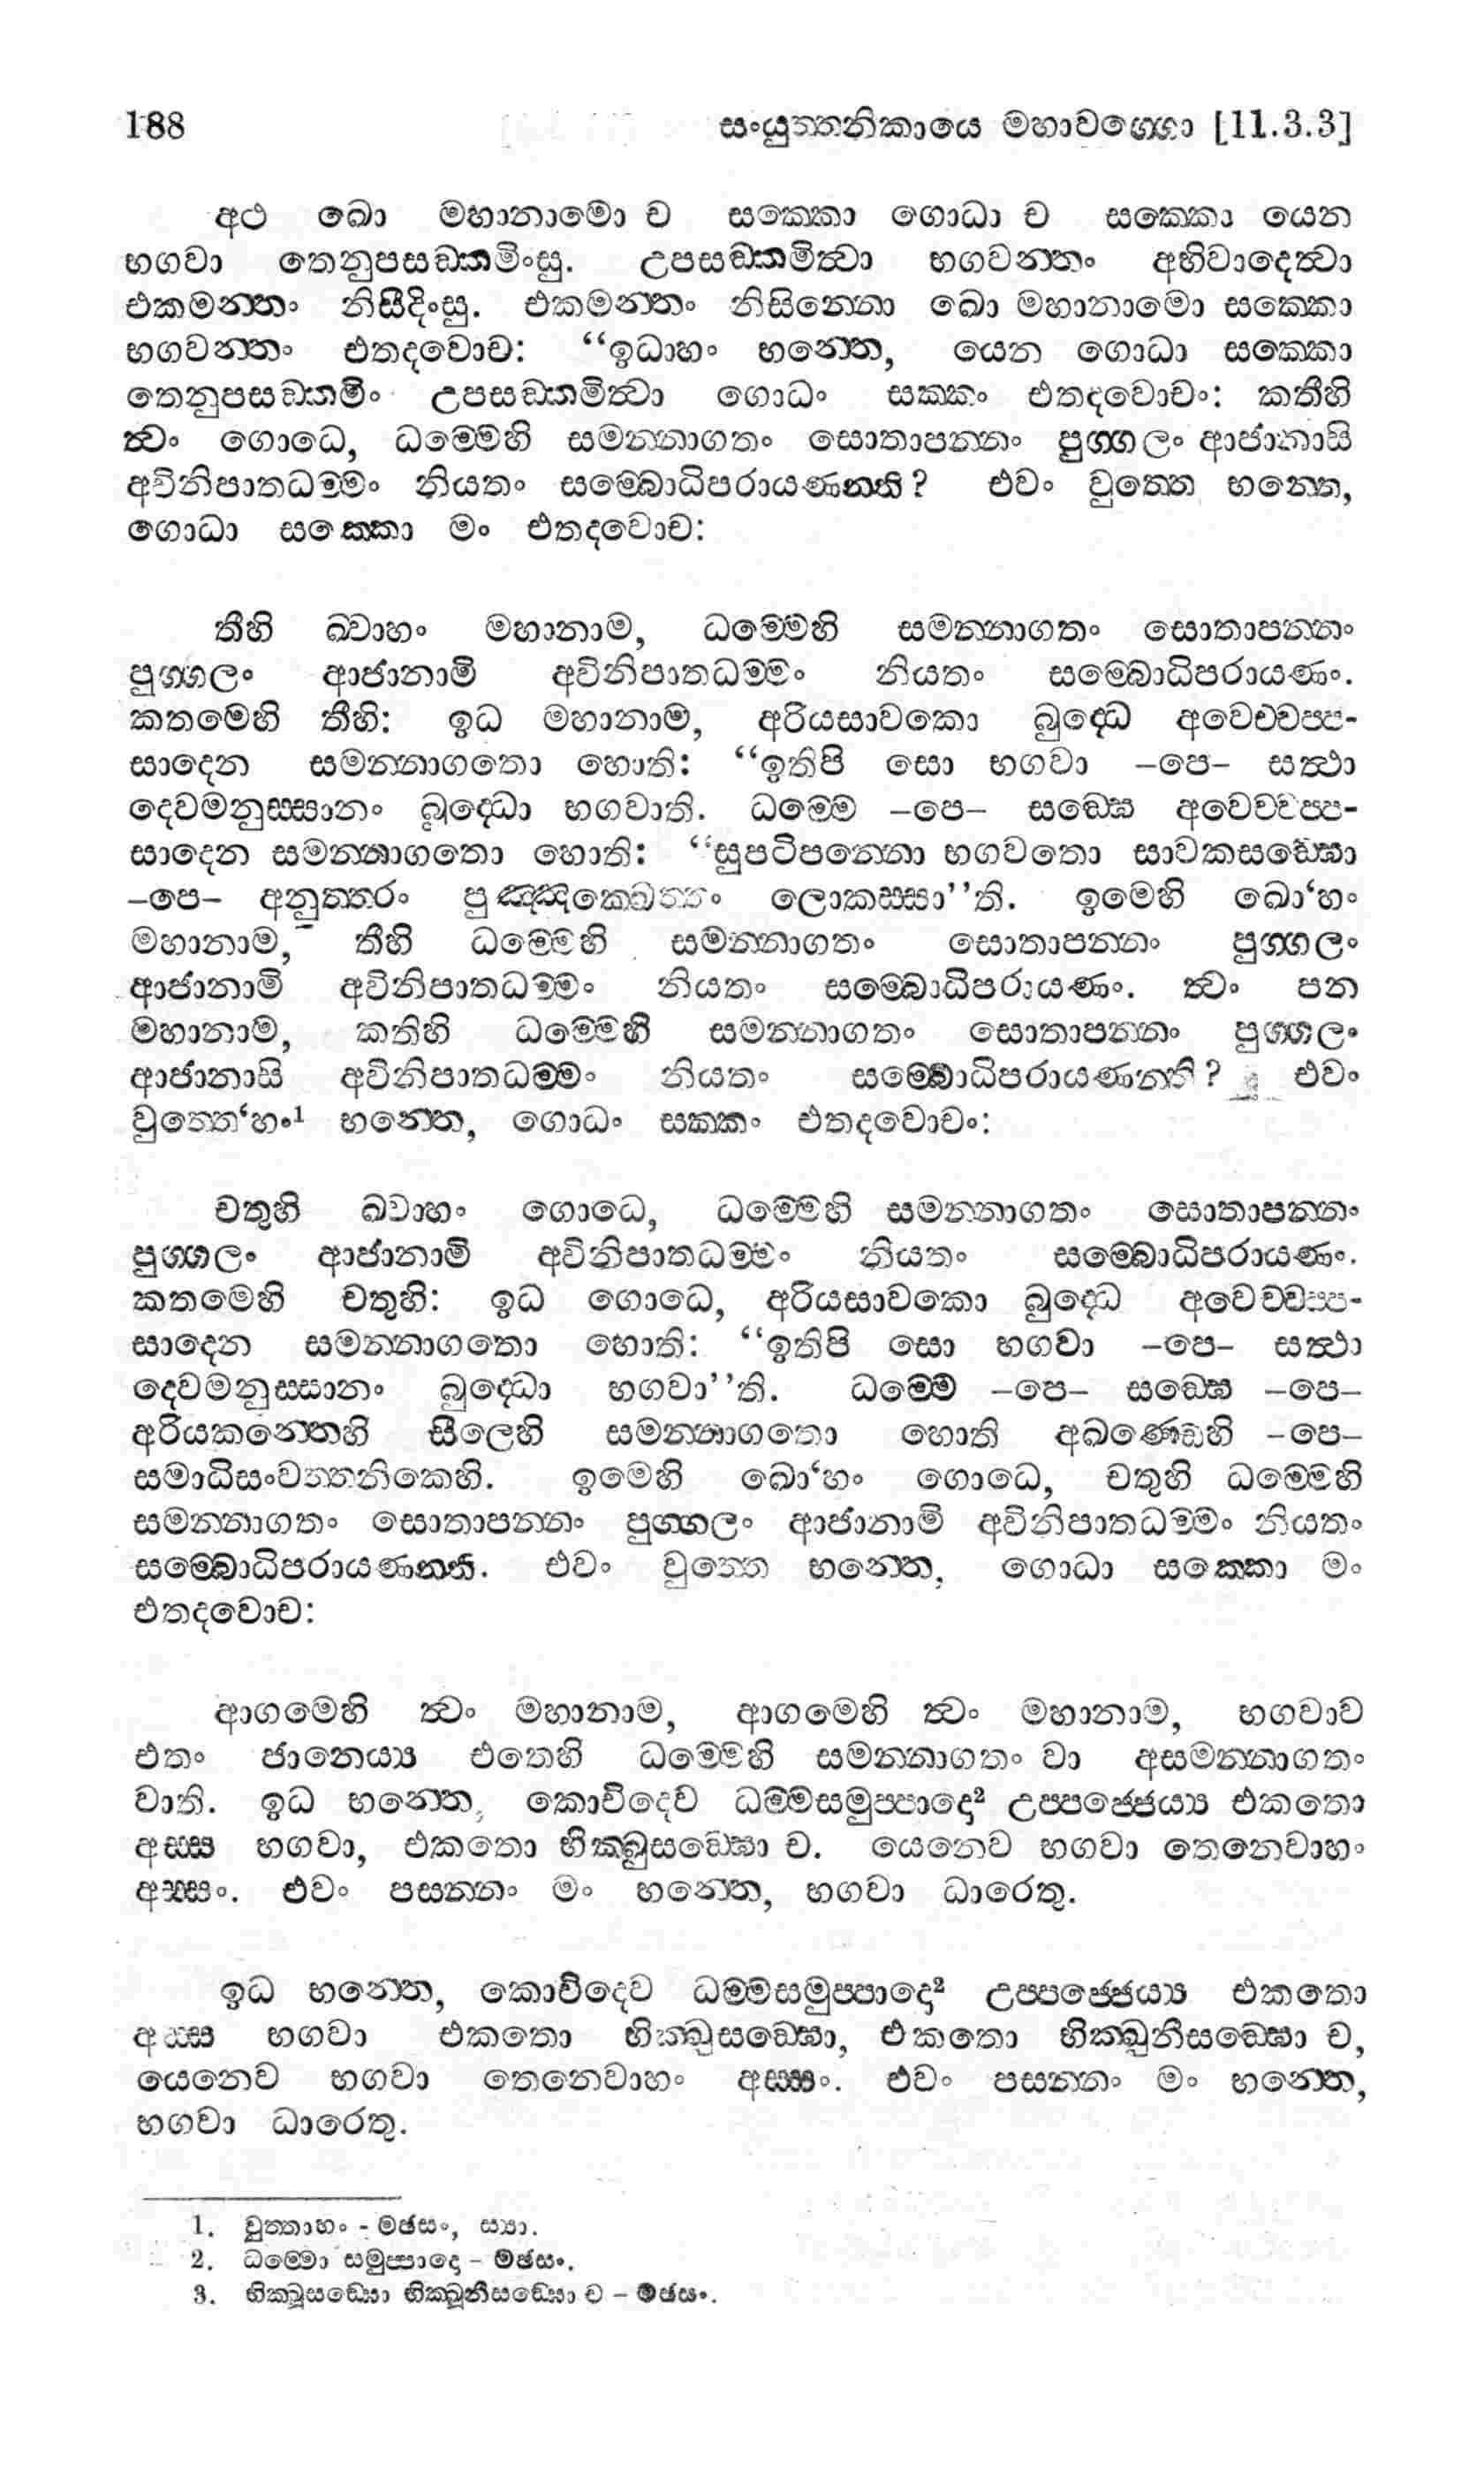 188 සංයුත්තනිකායෙ මහාවග්ගො [11.3.3]
අථ ඛො මහානාමො ච සක්කො ගොධා ච සක්කො යෙන
භගවා තෙනුපසඞ්කමිංසු. උපසඞ්කමිත්වා භගවන්තං අභිවාදෙත්වා
එකමන්තං නිසීදිංසු. එකමන්තං නිසින්නො ඛො මහානාමො සක්කො
භගවන්තං එතදවොච: “ඉධාහං භන්තෙ, යෙන ගොධා සක්කො
තෙනුපසඞ්කමිං උපසඞ්කමිත්වා ගොධං සක්කං එතදවොචං: කතීහි
ත්වං ගොධෙ, ධම්මෙහි සමන්නාගතං සොතාපන්නං පුග්ගලං ආජානාසි
අවිනිපාතධම්මං නියතං සම්බොධිපරායණන්ති? එවං වුත්තෙ භන්තෙ,
ගොධා සක්කො මං එතදවොච:
තීහි ඛ්වාහං මහානාම, ධම්මෙහි සමන්නාගතං සොතාපන්නං
පුග්ගලං ආජානාමි අවිනිපාතධම්මං නියතං සම්බොධිපරායණං.
කතමෙහි තීහි: ඉධ මහානාම, අරියසාවකො බුද්ධෙ අවෙච්චප්ප-
සාදෙන සමන්නාගතො හොති: “ඉතිපි සො භගවා –පෙ– සත්ථා
දෙවමනුස්සානං බුද්ධො භගවාති. ධම්මෙ –පෙ– සඞ්ඝෙ අවෙච්චප්ප-
සාදෙන සමන්නාගතො හොති: “සුපටිපන්නො භගවතො සාවකසඞ්ඝො
–පෙ– අනුත්තරං පුඤ්ඤක්ඛෙත්තං ලොකස්සා’’ති. ඉමෙහි ඛො‘හං
මහානාම, තීහි ධම්මෙහි සමන්නාගතං සොතාපන්නං පුග්ගලං
ආජානාමි අවිනිපාතධම්මං නියතං සම්බොධිපරායණං. ත්වං පන
මහානාම, කතිහි ධම්මෙහි සමන්නාගතං සොතාපන්නං පුග්ගලං
ආජානාසි අවිනිපාතධම්මං නියතං සම්බොධිපරායණන්ති? එවං
වුත්තෙ‘හං¹ භන්තෙ, ගොධං සක්කං එතදවොචං:
චතුහි ඛ්වාහං ගොධෙ, ධම්මෙහි සමන්නාගතං සොතාපන්නං
පුග්ගලං ආජානාමි අවිනිපාතධම්මං නියතං සම්බොධිපරායණං.
කතමෙහි චතුහි: ඉධ ගොධෙ, අරියසාවකො බුද්ධෙ අවෙච්චප්ප-
සාදෙන සමන්නාගතො හොති: “ඉතිපි සො භගවා –පෙ– සත්ථා
දෙවමනුස්සානං බුද්ධො භගවා’’ති. ධම්මෙ –පෙ– සඞ්ඝෙ –පෙ–
අරියකන්තෙහි සීලෙහි සමන්නාගතො හොති අඛණ්ඩෙහි –පෙ–
සමාධිසංවත්තනිකෙහි. ඉමෙහි ඛො‘හං ගොධෙ, චතුහි ධම්මෙහි
සමන්නාගතං සොතාපන්නං පුග්ගලං ආජානාමි අවිනිපාතධම්මං නියතං
සම්බොධිපරායණන්ති. එවං වුත්තෙ භන්තෙ, ගොධා සක්කො මං
එතදවොච:
ආගමෙහි ත්වං මහානාම, ආගමෙහි ත්වං මහානාම, භගවාව
එතං ජානෙය්‍ය එතෙහි ධම්මෙහි සමන්නාගතං වා අසමන්නාගතං
වාති. ඉධ භන්තෙ, කොචිදෙව ධම්මසමුප්පාදො² උප්පජ්ජෙය්‍ය එකතො
අස්ස භගවා, එකතො භික්ඛුසඞ්ඝො ච. යෙනෙව භගවා තෙනෙවාහං
අස්සං. එවං පසන්නං මං භන්තෙ, භගවා ධාරෙතු.
ඉධ භන්තෙ, කොචිදෙව ධම්මසමුප්පාදො² උප්පජ්ජෙය්‍ය එකතො
අස්ස භගවා එකතො භික්ඛුසඞ්ඝො, එකතො භික්ඛුනීසඞ්ඝො ච,
යෙනෙව භගවා තෙනෙවාහං අස්සං. එවං පසන්නං මං භන්තෙ,
භගවා ධාරෙතු.
1. වුත්තාහං - මඡසං, ස්‍යා.
2. ධම්මො සමුප්පාදො – මඡසං.
3. භික්ඛූසඞ්ඝො භික්ඛූනීසඞ්ඝො ච – මඡසං.